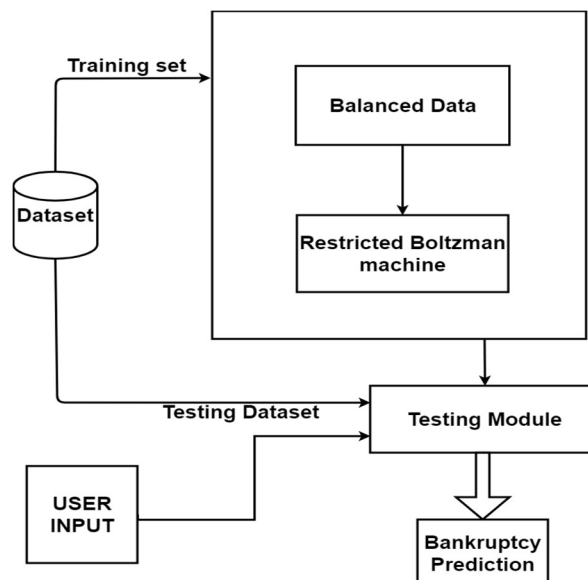 Training set
Balanced Data
Dataset
Restricted Boltzman
machine
Testing Dataset
Testing Module
USER
INPUT
Bankruptcy
Prediction